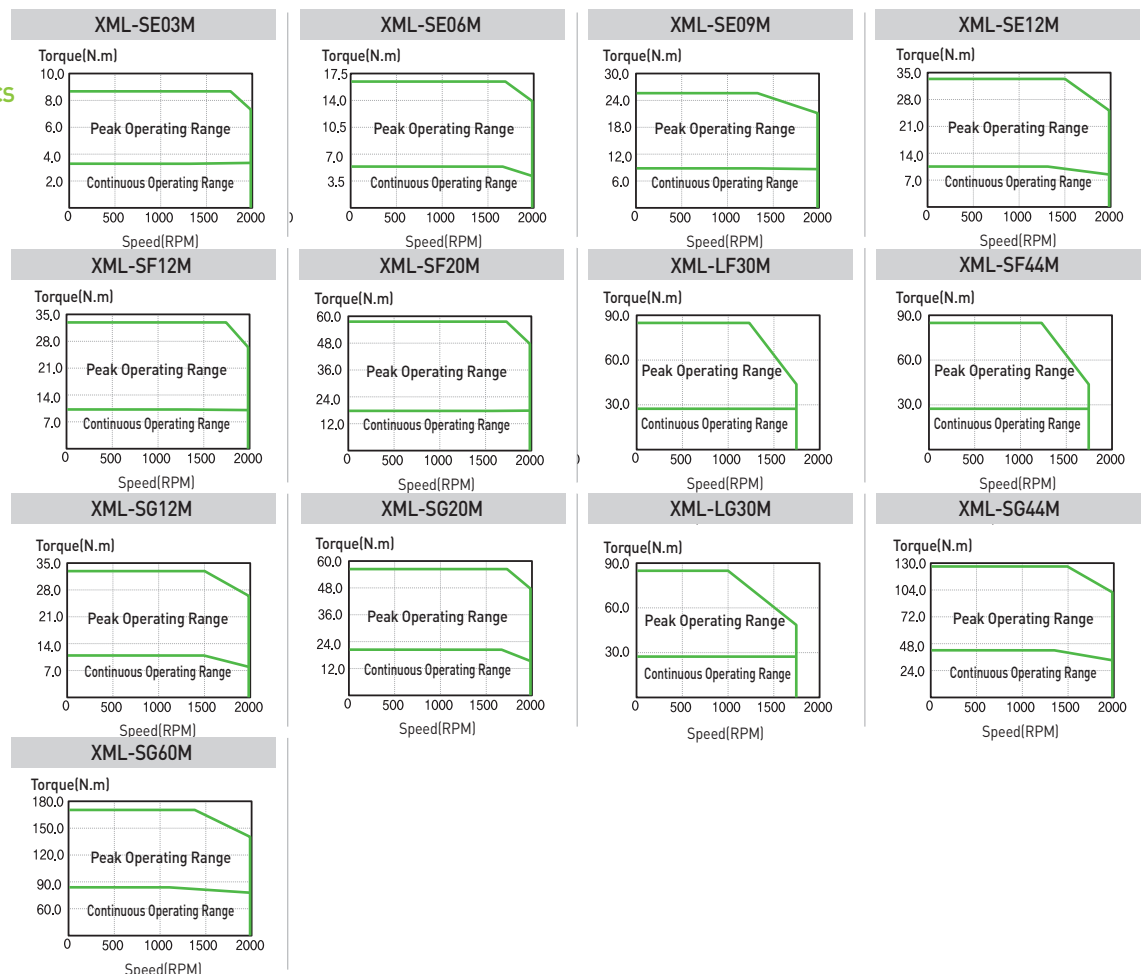 XML-SE03M
Torque(N.m)
10.0
8.0
6.0
4.0
2.0
Peak Operating Range
Continuous Operating Range
0 500 1000 1500 2000
Speed(RPM)
XML-SE06M
Torque(N.m)
17.5
14.0
10.5
7.0
3.5
Peak Operating Range
Continuous Operating Range
0 500 1000 1500 2000
Speed(RPM)
XML-SE09M
Torque(N.m)
30.0
24.0
18.0
12.0
6.0
Peak Operating Range
Continuous Operating Range
0 500 1000 1500 2000
Speed(RPM)
XML-SE12M
Torque(N.m)
35.0
28.0
21.0
14.0
7.0
Peak Operating Range
Continuous Operating Range
0 500 1000 1500 2000
Speed(RPM)
XML-SF12M
Torque(N.m)
35.0
28.0
21.0
14.0
7.0
Peak Operating Range
Continuous Operating Range
0 500 1000 1500 2000
Speed(RPM)
XML-SF20M
Torque(N.m)
60.0
48.0
36.0
24.0
12.0
Peak Operating Range
Continuous Operating Range
0 500 1000 1500 2000
Speed(RPM)
XML-LF30M
Torque(N.m)
90.0
60.0
30.0
Peak Operating Range
Continuous Operating Range
0 500 1000 1500 2000
Speed(RPM)
XML-SF44M
Torque(N.m)
90.0
60.0
30.0
Peak Operating Range
Continuous Operating Range
0 500 1000 1500 2000
Speed(RPM)
XML-SG12M
Torque(N.m)
35.0
28.0
21.0
14.0
7.0
Peak Operating Range
Continuous Operating Range
0 500 1000 1500 2000
Speed(RPM)
XML-SG20M
Torque(N.m)
60.0
48.0
36.0
24.0
12.0
Peak Operating Range
Continuous Operating Range
0 500 1000 1500 2000
Speed(RPM)
XML-LG30M
Torque(N.m)
90.0
60.0
30.0
Peak Operating Range
Continuous Operating Range
0 500 1000 1500 2000
Speed(RPM)
XML-SG44M
Torque(N.m)
130.0
104.0
72.0
48.0
24.0
Peak Operating Range
Continuous Operating Range
0 500 1000 1500 2000
Speed(RPM)
XML-SG60M
Torque(N.m)
180.0
150.0
120.0
90.0
60.0
Peak Operating Range
Continuous Operating Range
0 500 1000 1500 2000
Speed(RPM)